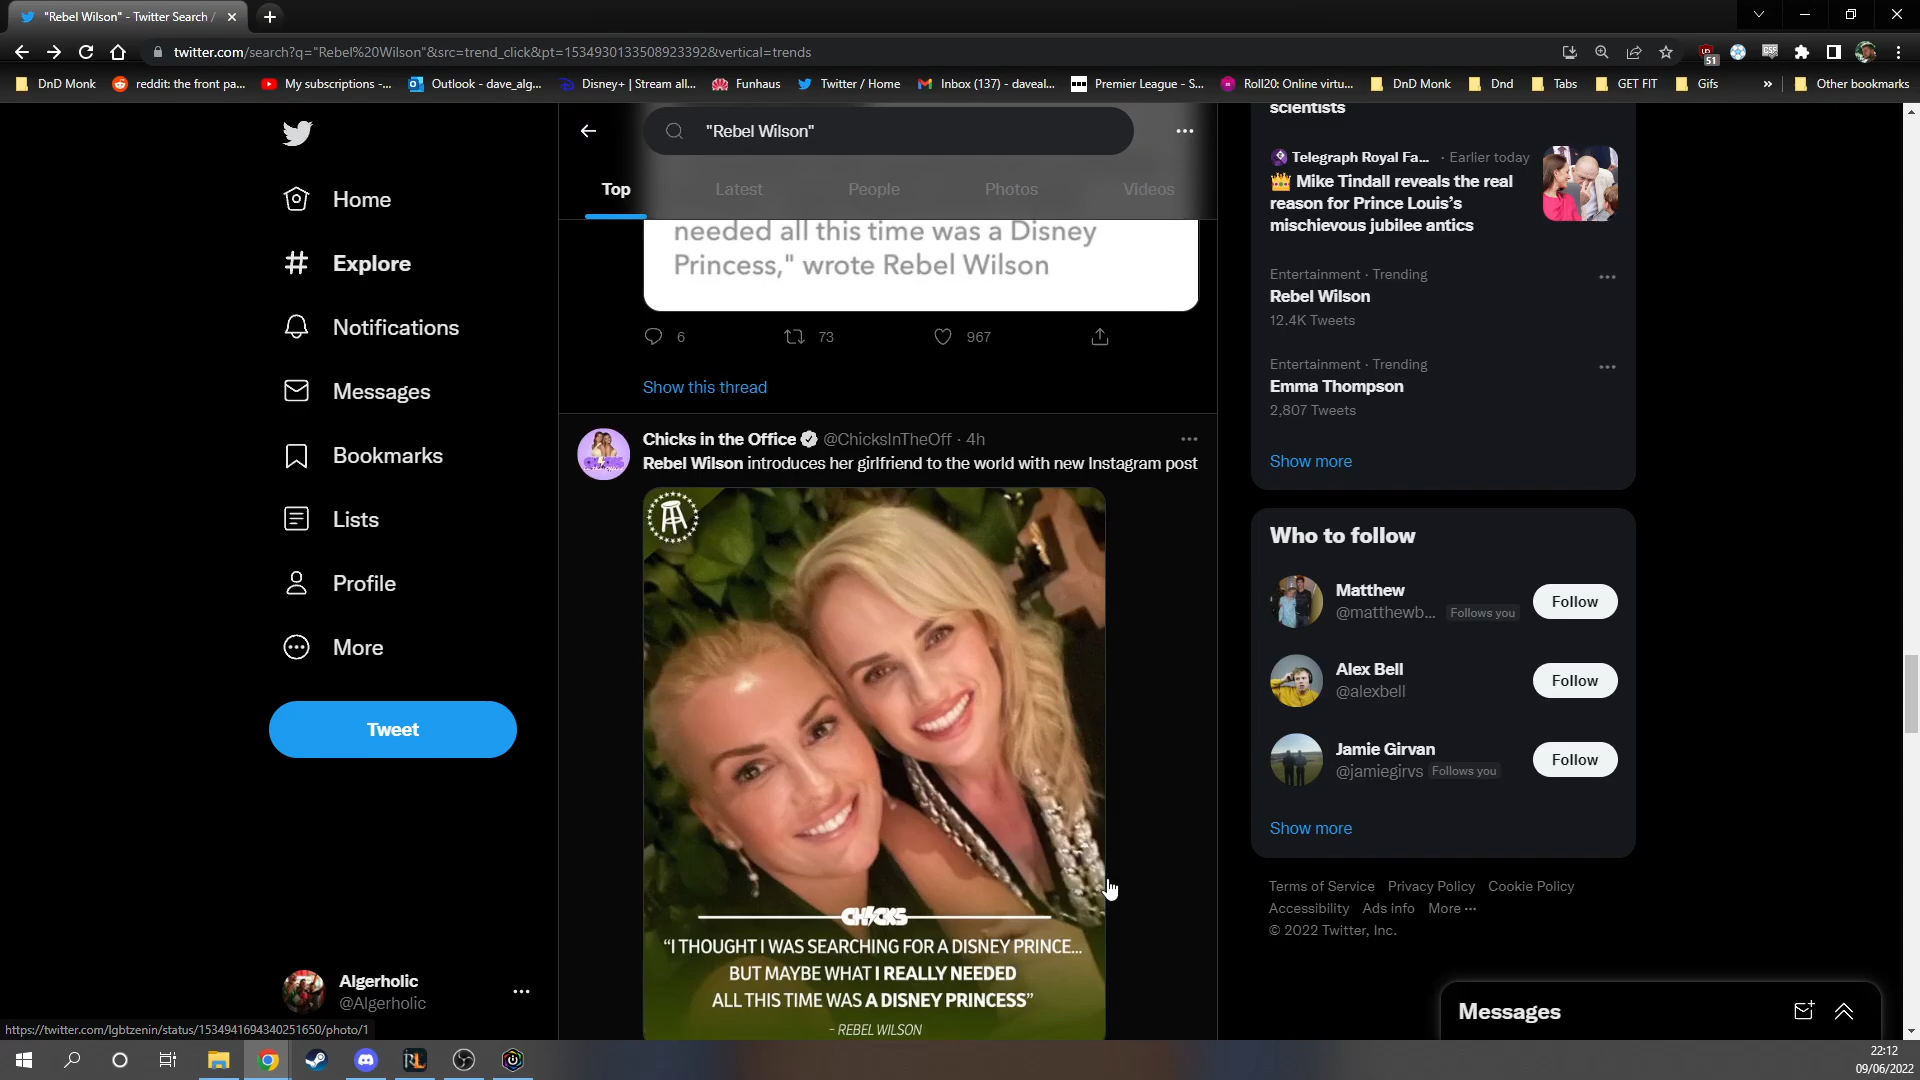 "Rebel Wilson" - Twitter Search /
twitter.com/search?q="Rebel%20Wilson"&src=trend_click&pt=1534930133508923392&vertical=trends
51
DnD Monk
reddit: the front pa...
My subscriptions -...
Outlook - dave_alg...
Disney+ | Stream all...
Funhaus
Twitter / Home
Inbox (137) - daveal...
Premier League - S...
Roll20: Online virtu...
DnD Monk
Dnd
Tabs
GET FIT
Gifs
»
Other bookmarks
Home
Explore
Notifications
Messages
Bookmarks
Lists
Profile
More
Tweet
Algerholic
@Algerholic
"Rebel Wilson"
Top
Latest
People
Photos
Videos
needed all this time was a Disney
Princess," wrote Rebel Wilson
6
73
967
Show this thread
Chicks in the Office @ChicksInTheOff · 4h
Rebel Wilson introduces her girlfriend to the world with new Instagram post
CHICKS
“I THOUGHT I WAS SEARCHING FOR A DISNEY PRINCE...
BUT MAYBE WHAT I REALLY NEEDED
ALL THIS TIME WAS A DISNEY PRINCESS”
- REBEL WILSON
scientists
Telegraph Royal Fa... · Earlier today
Mike Tindall reveals the real
reason for Prince Louis’s
mischievous jubilee antics
Entertainment · Trending
Rebel Wilson
12.4K Tweets
Entertainment · Trending
Emma Thompson
2,807 Tweets
Show more
Who to follow
Matthew
@matthewb... Follows you
Follow
Alex Bell
@alexbell
Follow
Jamie Girvan
@jamiegirvs Follows you
Follow
Show more
Terms of Service Privacy Policy Cookie Policy
Accessibility Ads info More ···
© 2022 Twitter, Inc.
Messages
https://twitter.com/lgbtzenin/status/1534941694340251650/photo/1
22:12
09/06/2022